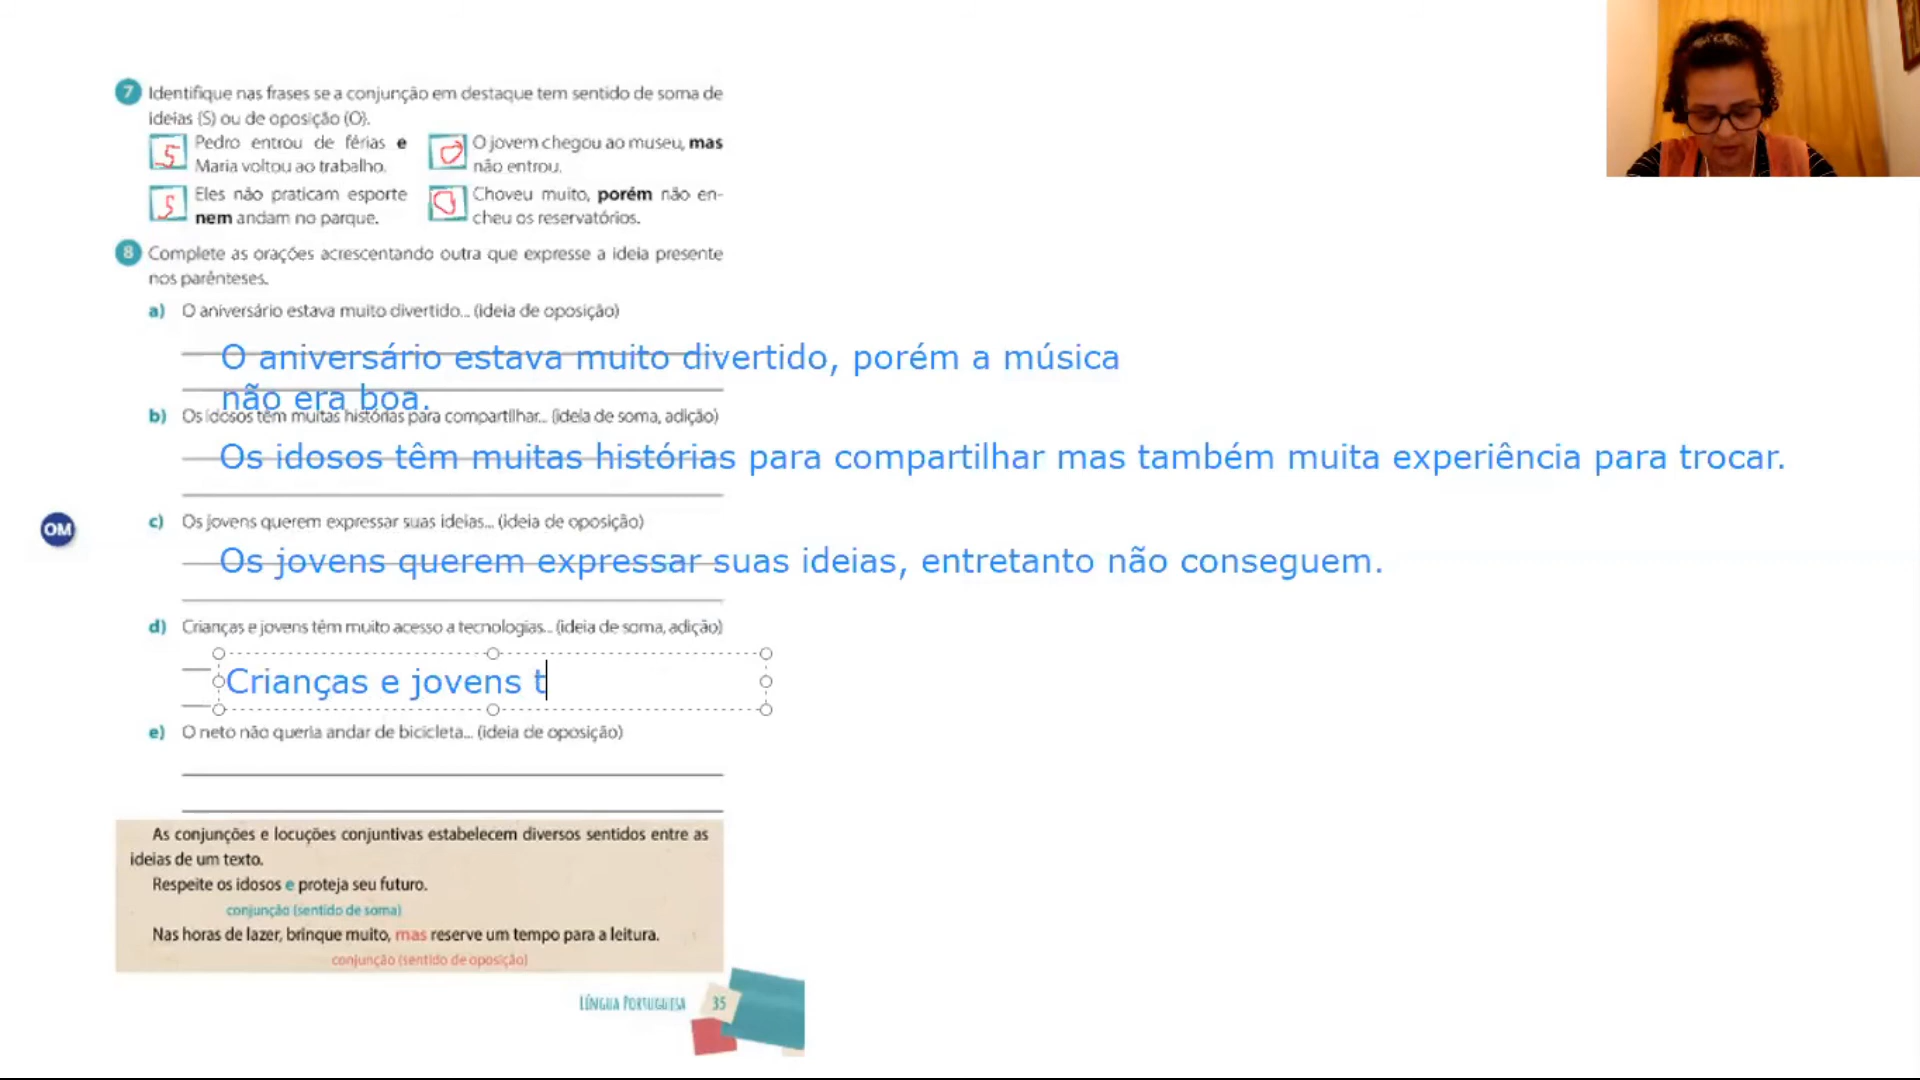 7 Identifique nas frases se a conjunção em destaque tem sentido de soma de
ideias (S) ou de oposição (O).
S Pedro entrou de férias e
Maria voltou ao trabalho.
O O jovem chegou ao museu, mas
não entrou.
S Eles não praticam esporte
nem andam no parque.
O Choveu muito, porém não en-
cheu os reservatórios.
8 Complete as orações acrescentando outra que expresse a ideia presente
nos parênteses.
a) O aniversário estava muito divertido... (ideia de oposição)
O aniversário estava muito divertido, porém a música
não era boa.
b) Os idosos têm muitas histórias para compartilhar... (ideia de soma, adição)
Os idosos têm muitas histórias para compartilhar mas também muita experiência para trocar.
OM
c) Os jovens querem expressar suas ideias... (ideia de oposição)
Os jovens querem expressar suas ideias, entretanto não conseguem.
d) Crianças e jovens têm muito acesso a tecnologias... (ideia de soma, adição)
Crianças e jovens t
e) O neto não queria andar de bicicleta... (ideia de oposição)
As conjunções e locuções conjuntivas estabelecem diversos sentidos entre as
ideias de um texto.
Respeite os idosos e proteja seu futuro.
conjunção (sentido de soma)
Nas horas de lazer, brinque muito, mas reserve um tempo para a leitura.
conjunção (sentido de oposição)
LÍNGUA PORTUGUESA 35